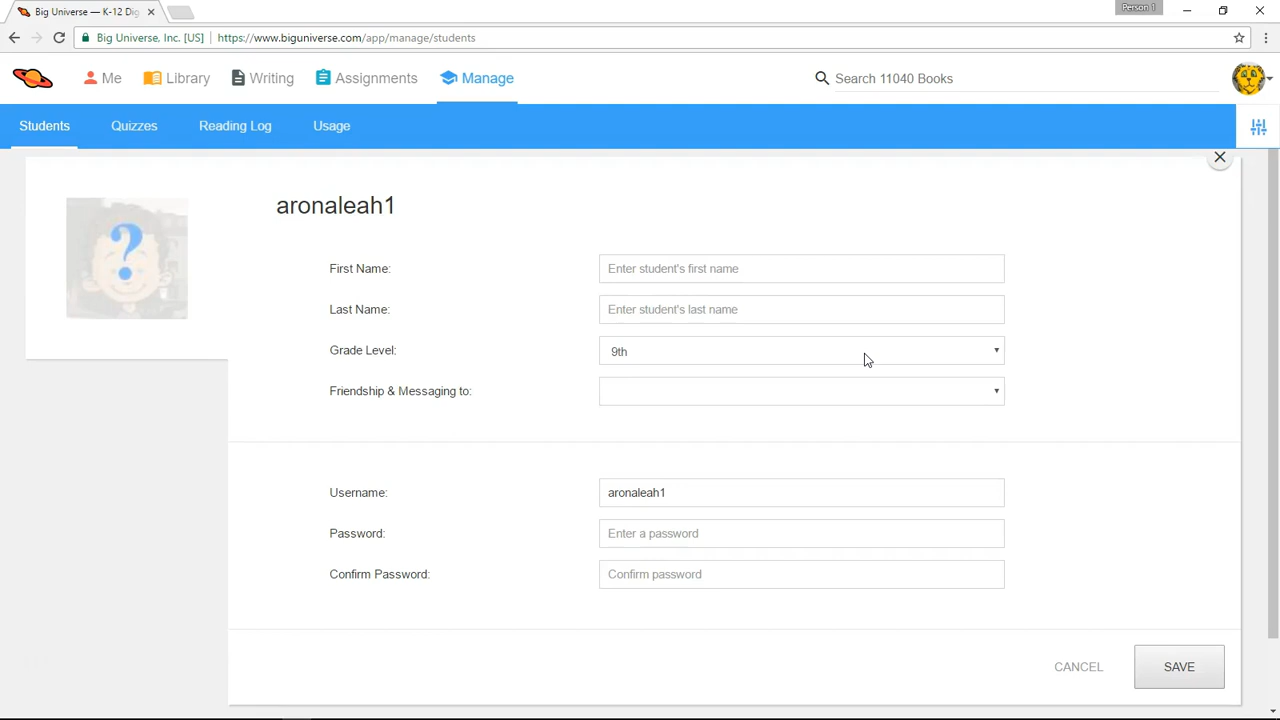 Person 1
Big Universe — K-12 Dig
Big Universe, Inc. [US] https://www.biguniverse.com/app/manage/students
Me Library Writing Assignments Manage Search 11040 Books
Students Quizzes Reading Log Usage
aronaleah1
First Name: Enter student's first name
Last Name: Enter student's last name
Grade Level: 9th
Friendship & Messaging to:
Username: aronaleah1
Password: Enter a password
Confirm Password: Confirm password
CANCEL SAVE